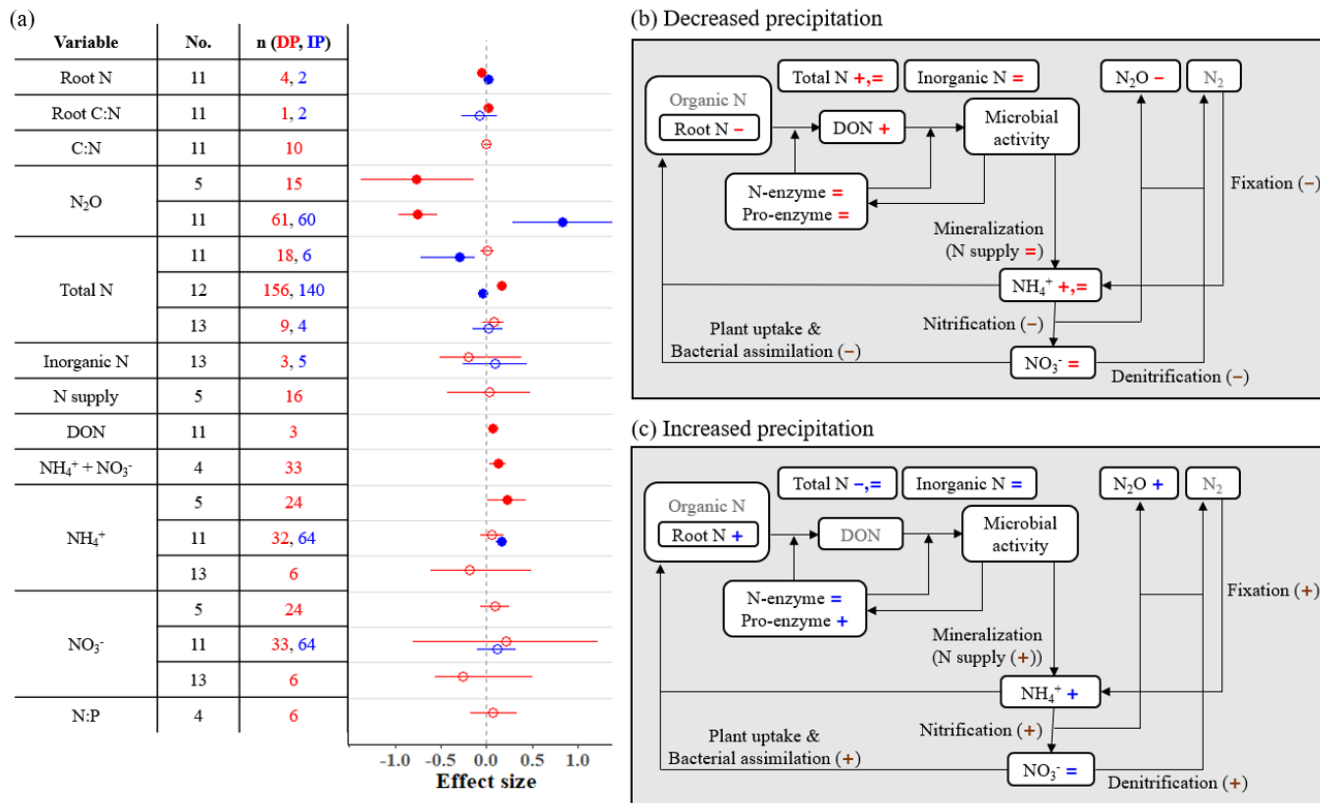 (a)
Variable No. n (DP, IP)
Root N 11 4, 2
Root C:N 11 1, 2
C:N 11 10
N₂O 5 15
11 61, 60
Total N 11 18, 6
12 156, 140
13 9, 4
Inorganic N 13 3, 5
N supply 5 16
DON 11 3
NH₄⁺ + NO₃⁻ 4 33
NH₄⁺ 5 24
11 32, 64
13 6
NO₃⁻ 5 24
11 33, 64
13 6
N:P 4 6
-1.0 -0.5 0.0 0.5 1.0
Effect size
(b) Decreased precipitation
Total N +,=
Inorganic N =
N₂O −
N₂
Organic N
Root N −
DON +
Microbial
activity
N-enzyme =
Pro-enzyme =
Fixation (−)
Mineralization
(N supply =)
NH₄⁺ +,=
Nitrification (−)
Plant uptake &
Bacterial assimilation (−)
NO₃⁻ =
Denitrification (−)
(c) Increased precipitation
Total N −,=
Inorganic N =
N₂O +
N₂
Organic N
Root N +
DON
Microbial
activity
N-enzyme =
Pro-enzyme +
Fixation (+)
Mineralization
(N supply (+))
NH₄⁺ +
Nitrification (+)
Plant uptake &
Bacterial assimilation (+)
NO₃⁻ =
Denitrification (+)